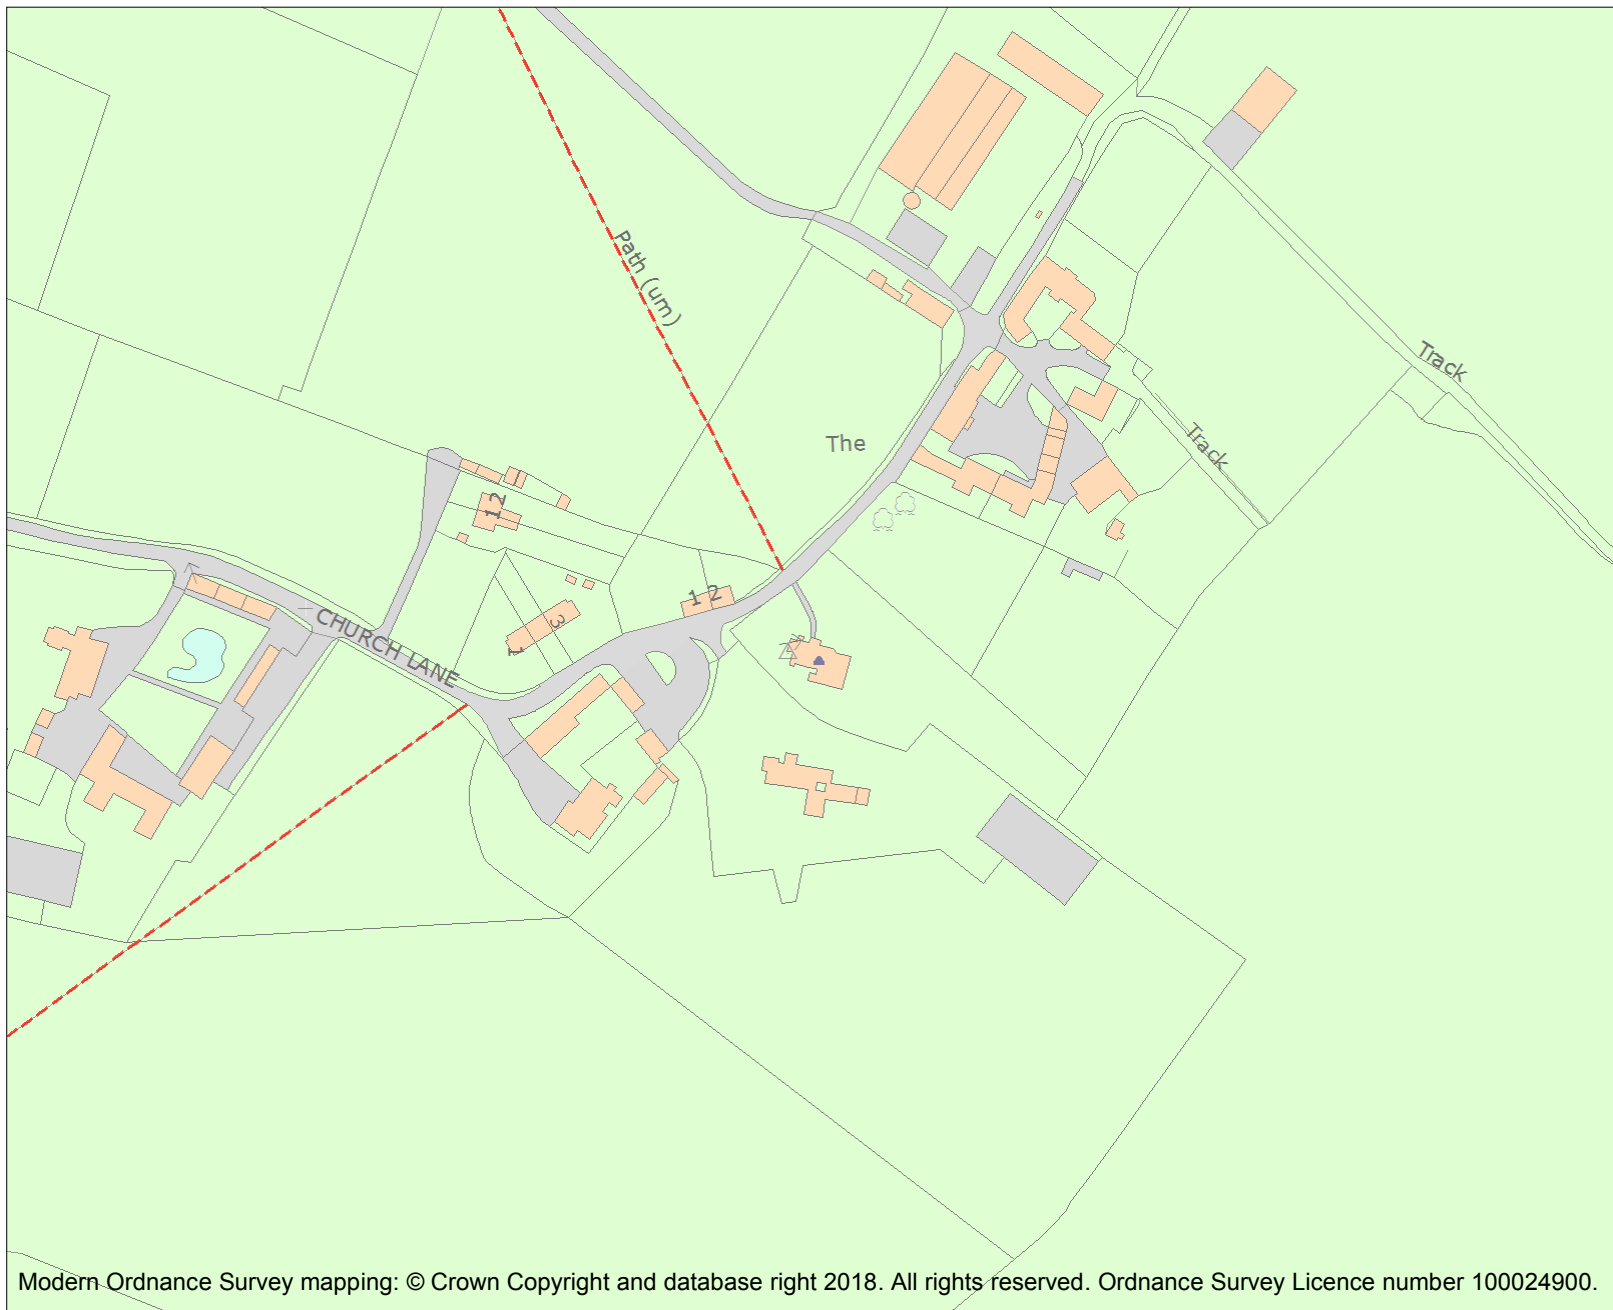 Path (um)
Track
The
Track
1 2
1 2
3
1
CHURCH LANE
Modern Ordnance Survey mapping: © Crown Copyright and database right 2018. All rights reserved. Ordnance Survey Licence number 100024900.